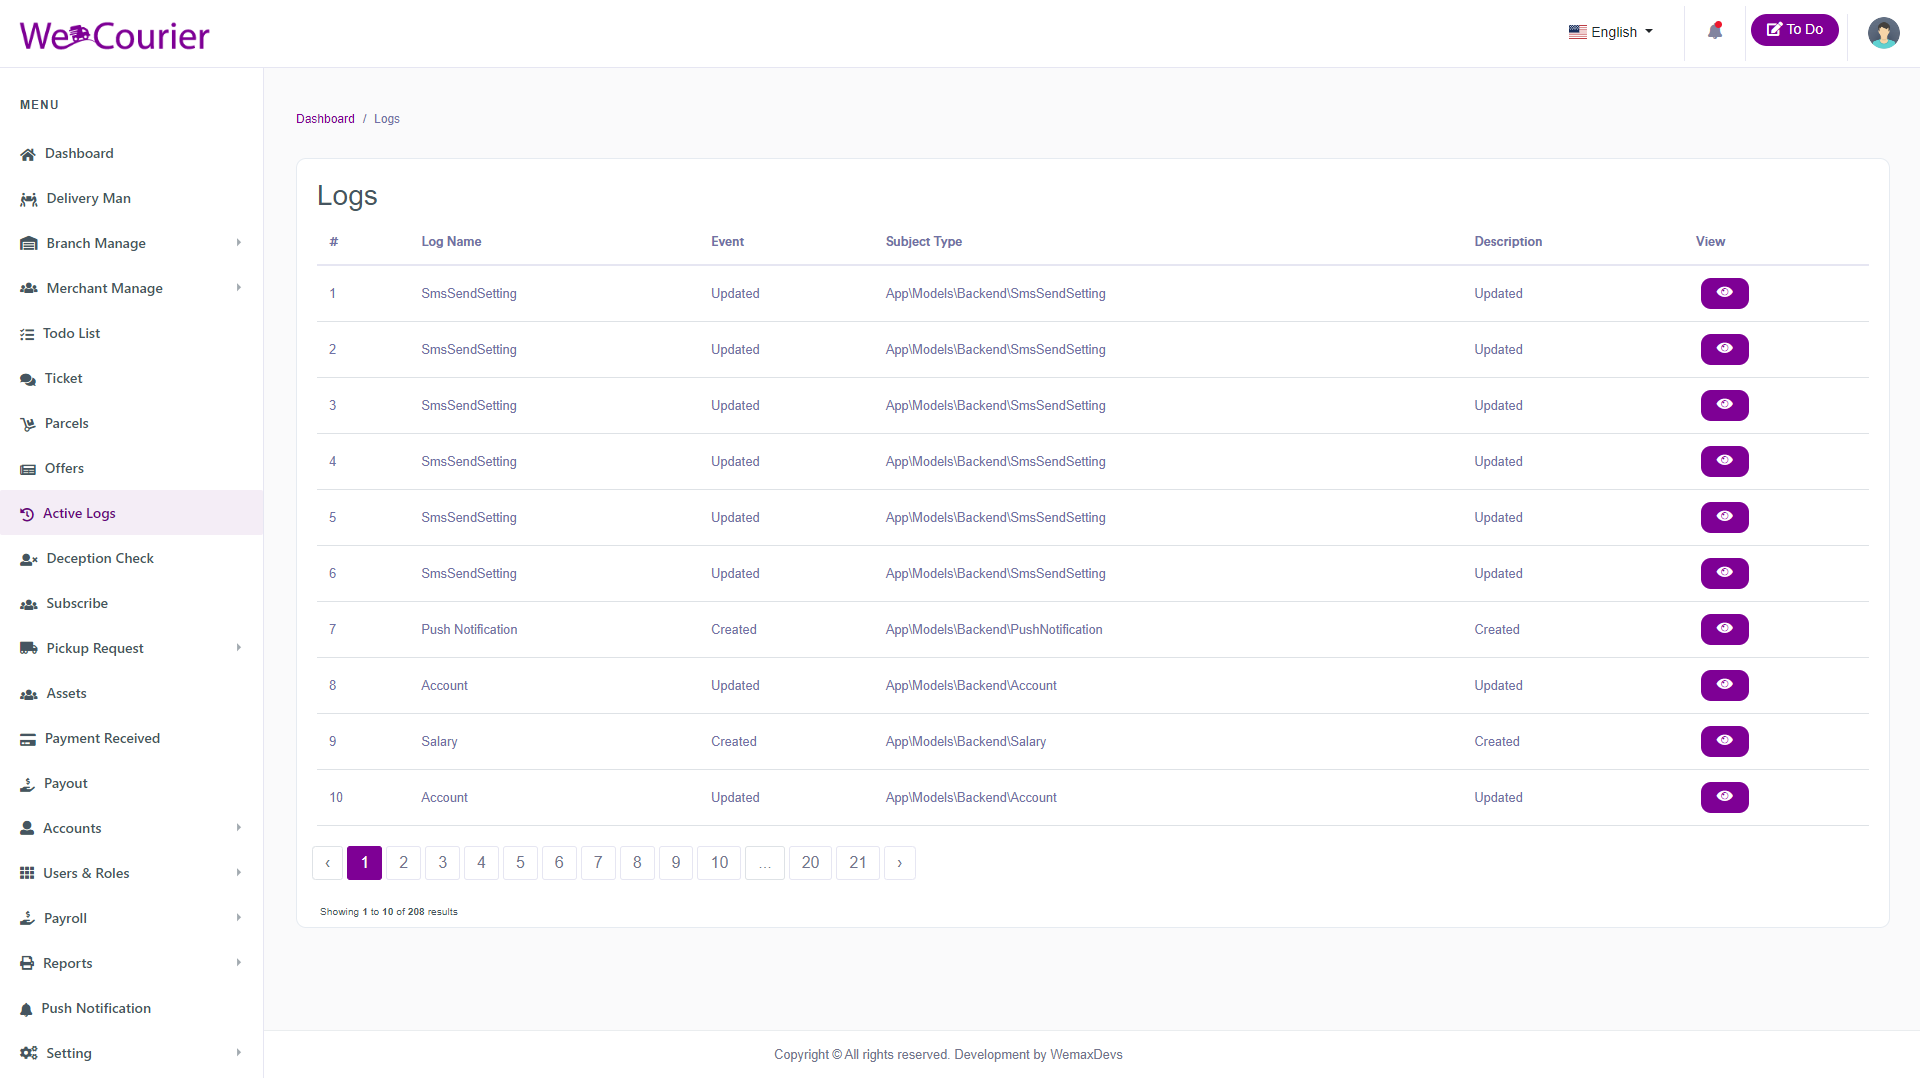 We Courier
English
To Do
MENU
Dashboard
Delivery Man
Branch Manage
Merchant Manage
Todo List
Ticket
Parcels
Offers
Active Logs
Deception Check
Subscribe
Pickup Request
Assets
Payment Received
Payout
Accounts
Users & Roles
Payroll
Reports
Push Notification
Setting
Dashboard / Logs
Logs
# Log Name Event Subject Type Description View
1 SmsSendSetting Updated App\Models\Backend\SmsSendSetting Updated
2 SmsSendSetting Updated App\Models\Backend\SmsSendSetting Updated
3 SmsSendSetting Updated App\Models\Backend\SmsSendSetting Updated
4 SmsSendSetting Updated App\Models\Backend\SmsSendSetting Updated
5 SmsSendSetting Updated App\Models\Backend\SmsSendSetting Updated
6 SmsSendSetting Updated App\Models\Backend\SmsSendSetting Updated
7 Push Notification Created App\Models\Backend\PushNotification Created
8 Account Updated App\Models\Backend\Account Updated
9 Salary Created App\Models\Backend\Salary Created
10 Account Updated App\Models\Backend\Account Updated
‹ 1 2 3 4 5 6 7 8 9 10 ... 20 21 ›
Showing 1 to 10 of 208 results
Copyright © All rights reserved. Development by WemaxDevs